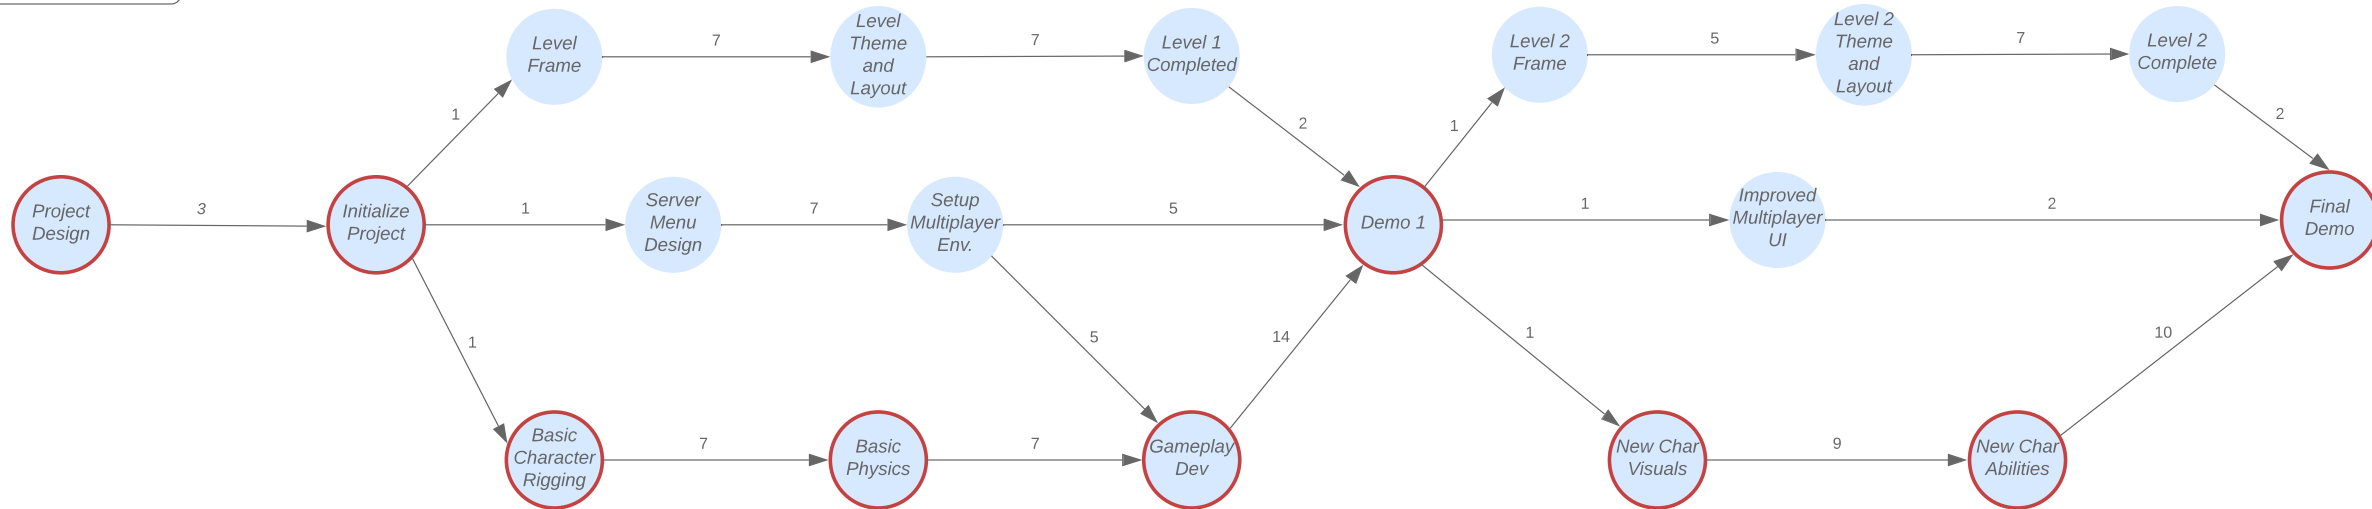 Level
Frame
7
Level
Theme
and
Layout
7
Level 1
Completed
2
1
Level 2
Frame
5
Level 2
Theme
and
Layout
7
Level 2
Complete
2
1
Project
Design
3
Initialize
Project
1
Server
Menu
Design
7
Setup
Multiplayer
Env.
5
Demo 1
1
Improved
Multiplayer
UI
2
Final
Demo
1
5
14
1
10
Basic
Character
Rigging
7
Basic
Physics
7
Gameplay
Dev
New Char
Visuals
9
New Char
Abilities